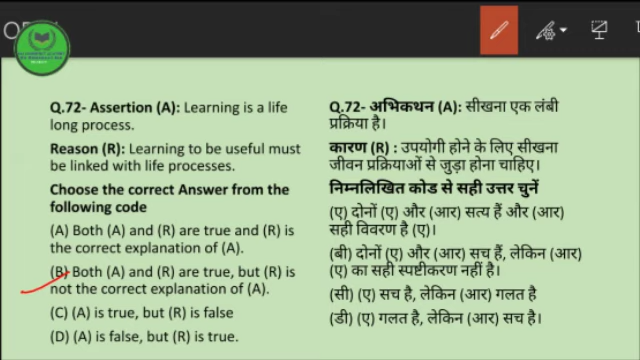 Q.72- Assertion (A): Learning is a life
long process.
Reason (R): Learning to be useful must
be linked with life processes.
Choose the correct Answer from the
following code
(A) Both (A) and (R) are true and (R) is
the correct explanation of (A).
(B) Both (A) and (R) are true, but (R) is
not the correct explanation of (A).
(C) (A) is true, but (R) is false
(D) (A) is false, but (R) is true.
Q.72- अभिकथन (A): सीखना एक लंबी
प्रक्रिया है।
कारण (R) : उपयोगी होने के लिए सीखना
जीवन प्रक्रियाओं से जुड़ा होना चाहिए।
निम्नलिखित कोड से सही उत्तर चुनें
(ए) दोनों (ए) और (आर) सत्य हैं और (आर)
सही विवरण है (ए)।
(बी) दोनों (ए) और (आर) सच हैं, लेकिन (आर)
(ए) का सही स्पष्टीकरण नहीं है।
(सी) (ए) सच है, लेकिन (आर) गलत है
(डी) (ए) गलत है, लेकिन (आर) सच है।